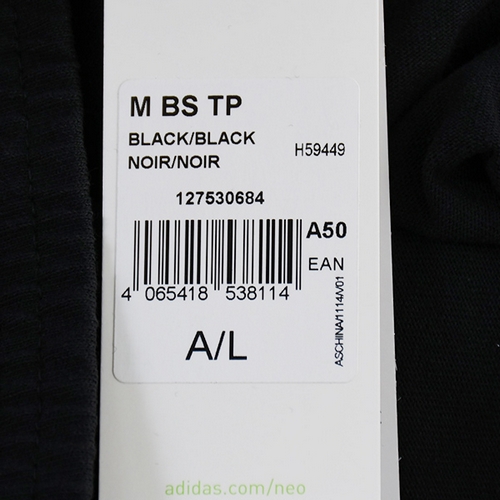 M BS TP
BLACK/BLACK
NOIR/NOIR
H59449
127530684
A50
EAN
4 065418 538114
ASCHINA/1114/V01
A/L
adidas.com/neo